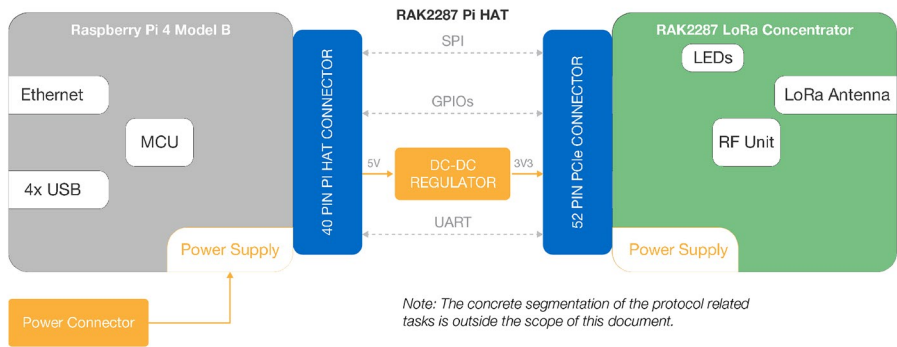 RAK2287 Pi HAT
Raspberry Pi 4 Model B
Ethernet
MCU
4x USB
Power Supply
Power Connector
40 PIN PI HAT CONNECTOR
SPI
GPIOs
5V
DC-DC
REGULATOR
3V3
UART
52 PIN PCIe CONNECTOR
RAK2287 LoRa Concentrator
LEDs
LoRa Antenna
RF Unit
Power Supply
Note: The concrete segmentation of the protocol related
tasks is outside the scope of this document.